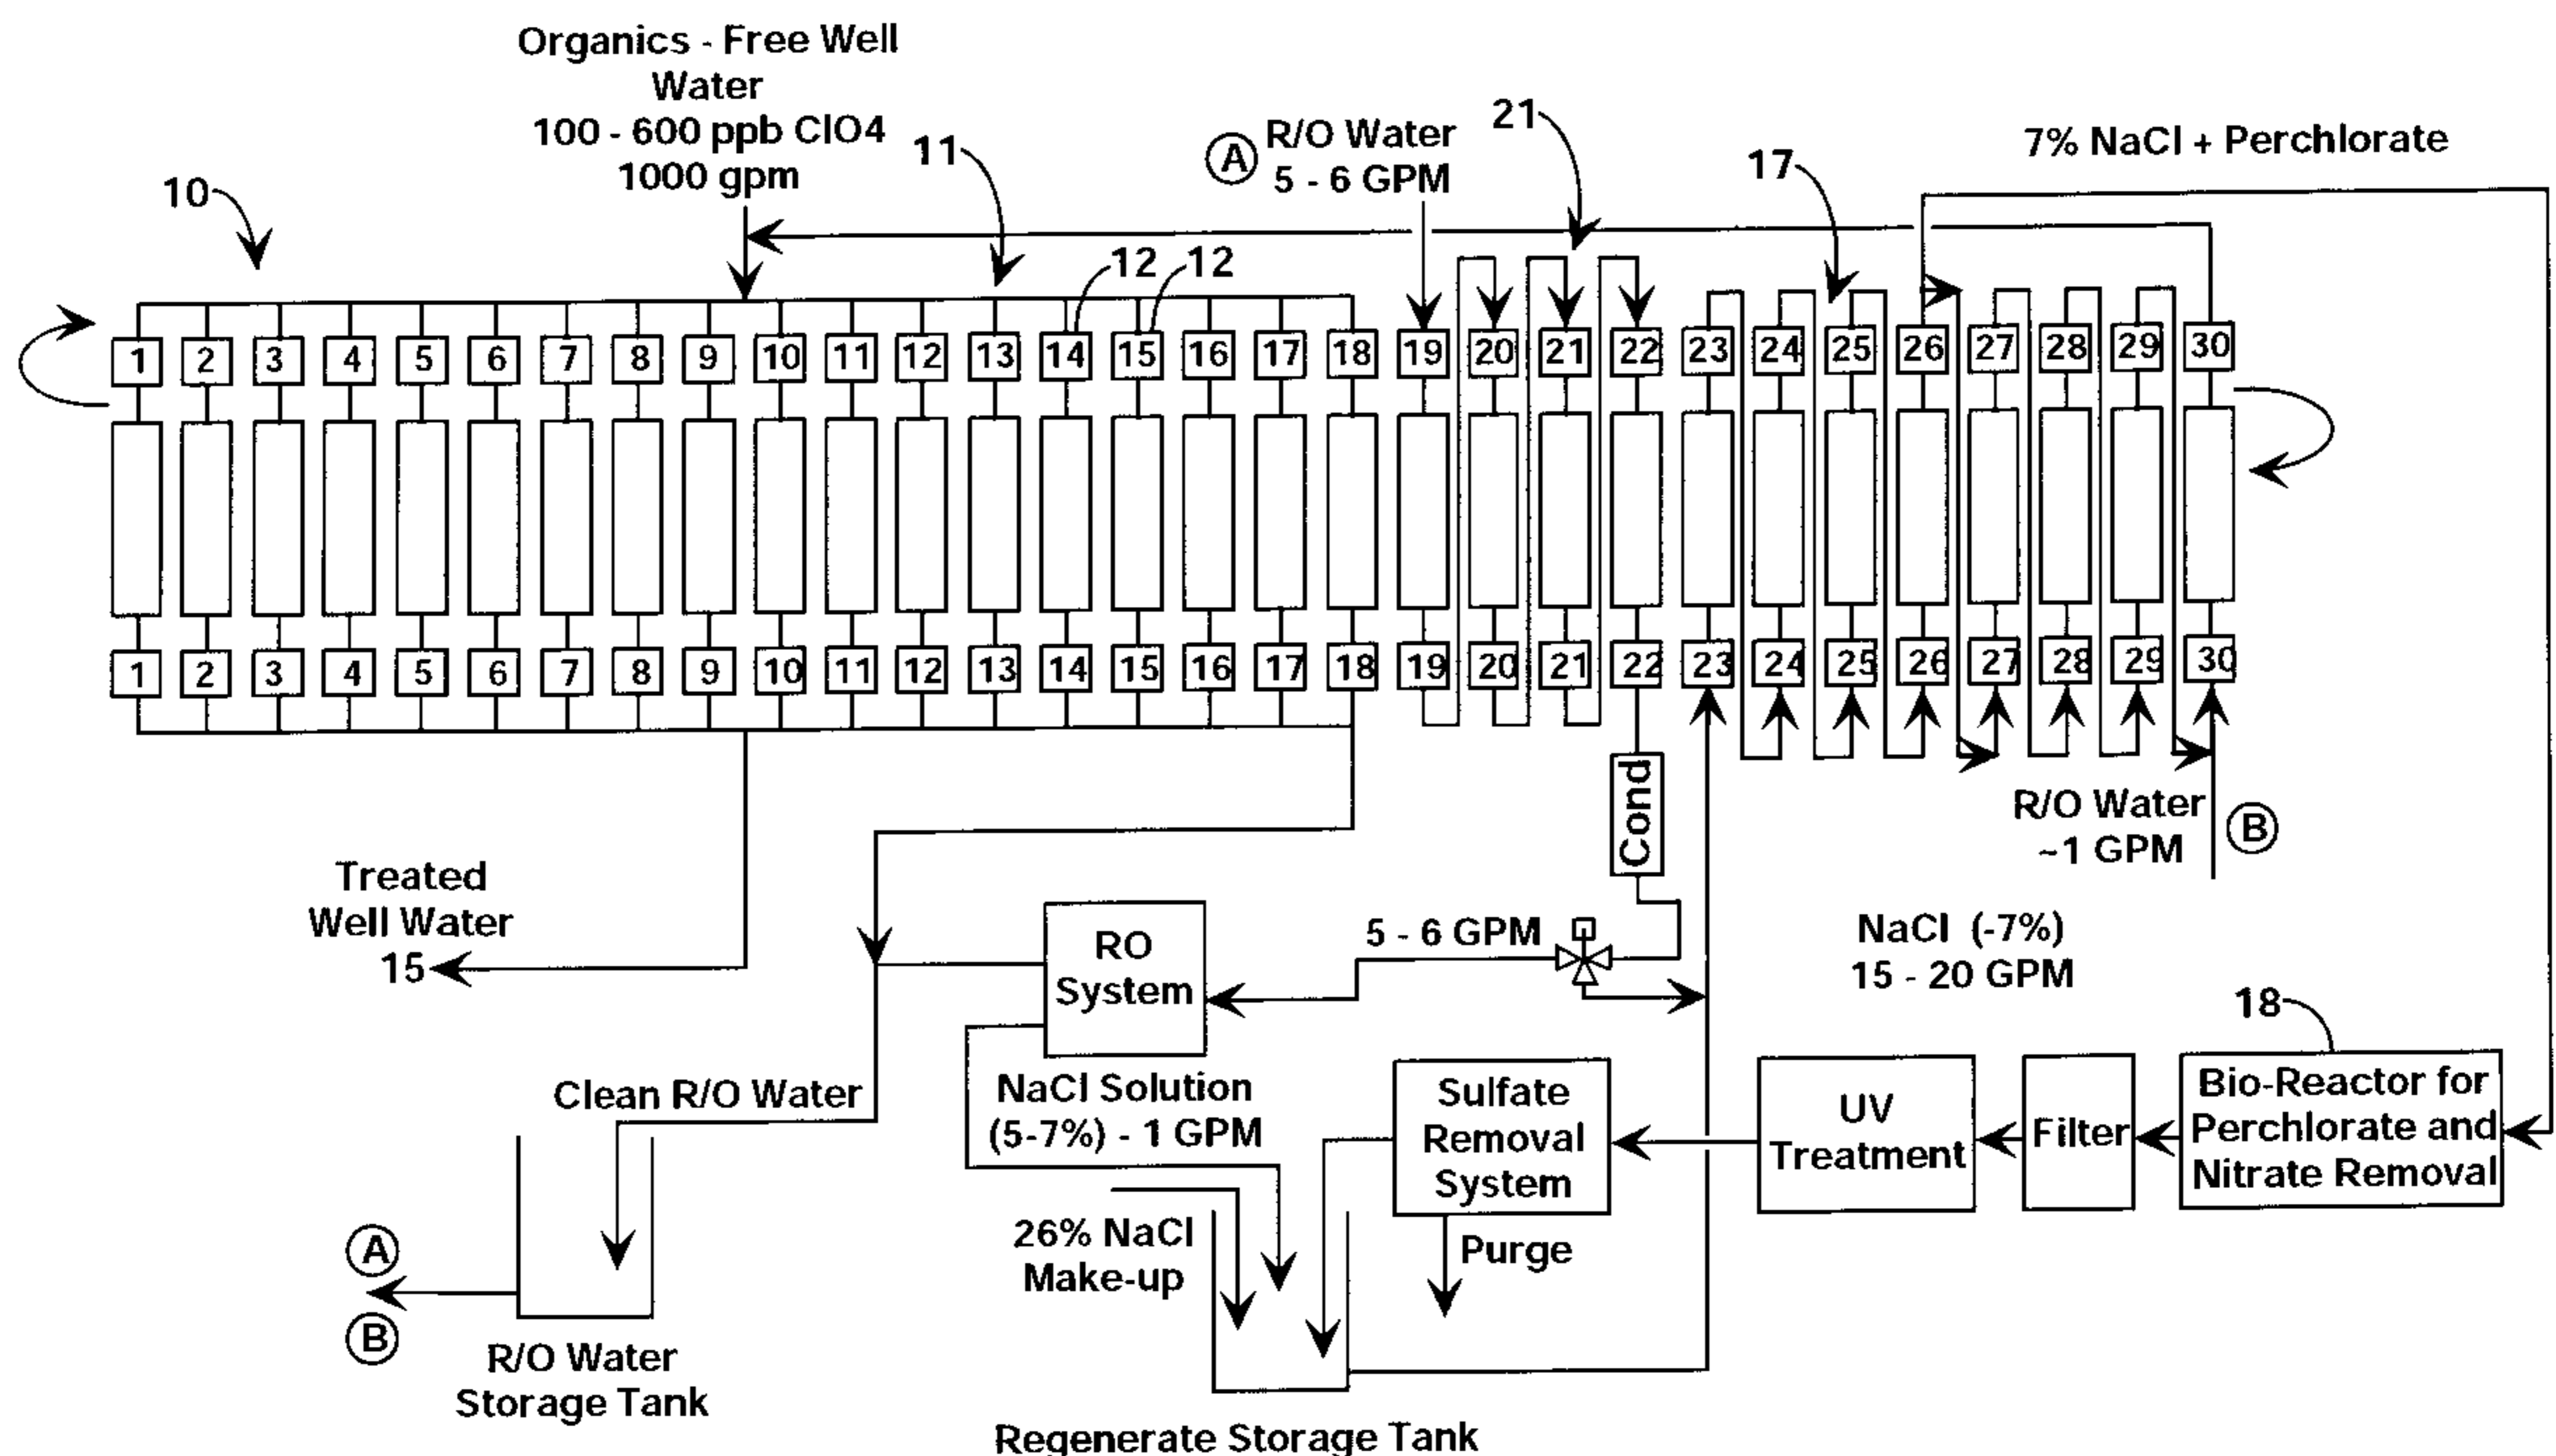 Organics - Free Well
Water
100 - 600 ppb ClO4
1000 gpm
10
11
12
12
A
R/O Water
5 - 6 GPM
21
17
7% NaCl + Perchlorate
1 2 3 4 5 6 7 8 9 10 11 12 13 14 15 16 17 18 19 20 21 22 23 24 25 26 27 28 29 30
1 2 3 4 5 6 7 8 9 10 11 12 13 14 15 16 17 18 19 20 21 22 23 24 25 26 27 28 29 30
Cond
R/O Water
~1 GPM
B
Treated
Well Water
15
RO
System
5 - 6 GPM
NaCl (-7%)
15 - 20 GPM
18
Clean R/O Water
NaCl Solution
(5-7%) - 1 GPM
Sulfate
Removal
System
UV
Treatment
Filter
Bio-Reactor for
Perchlorate and
Nitrate Removal
26% NaCl
Make-up
Purge
A
B
R/O Water
Storage Tank
Regenerate Storage Tank